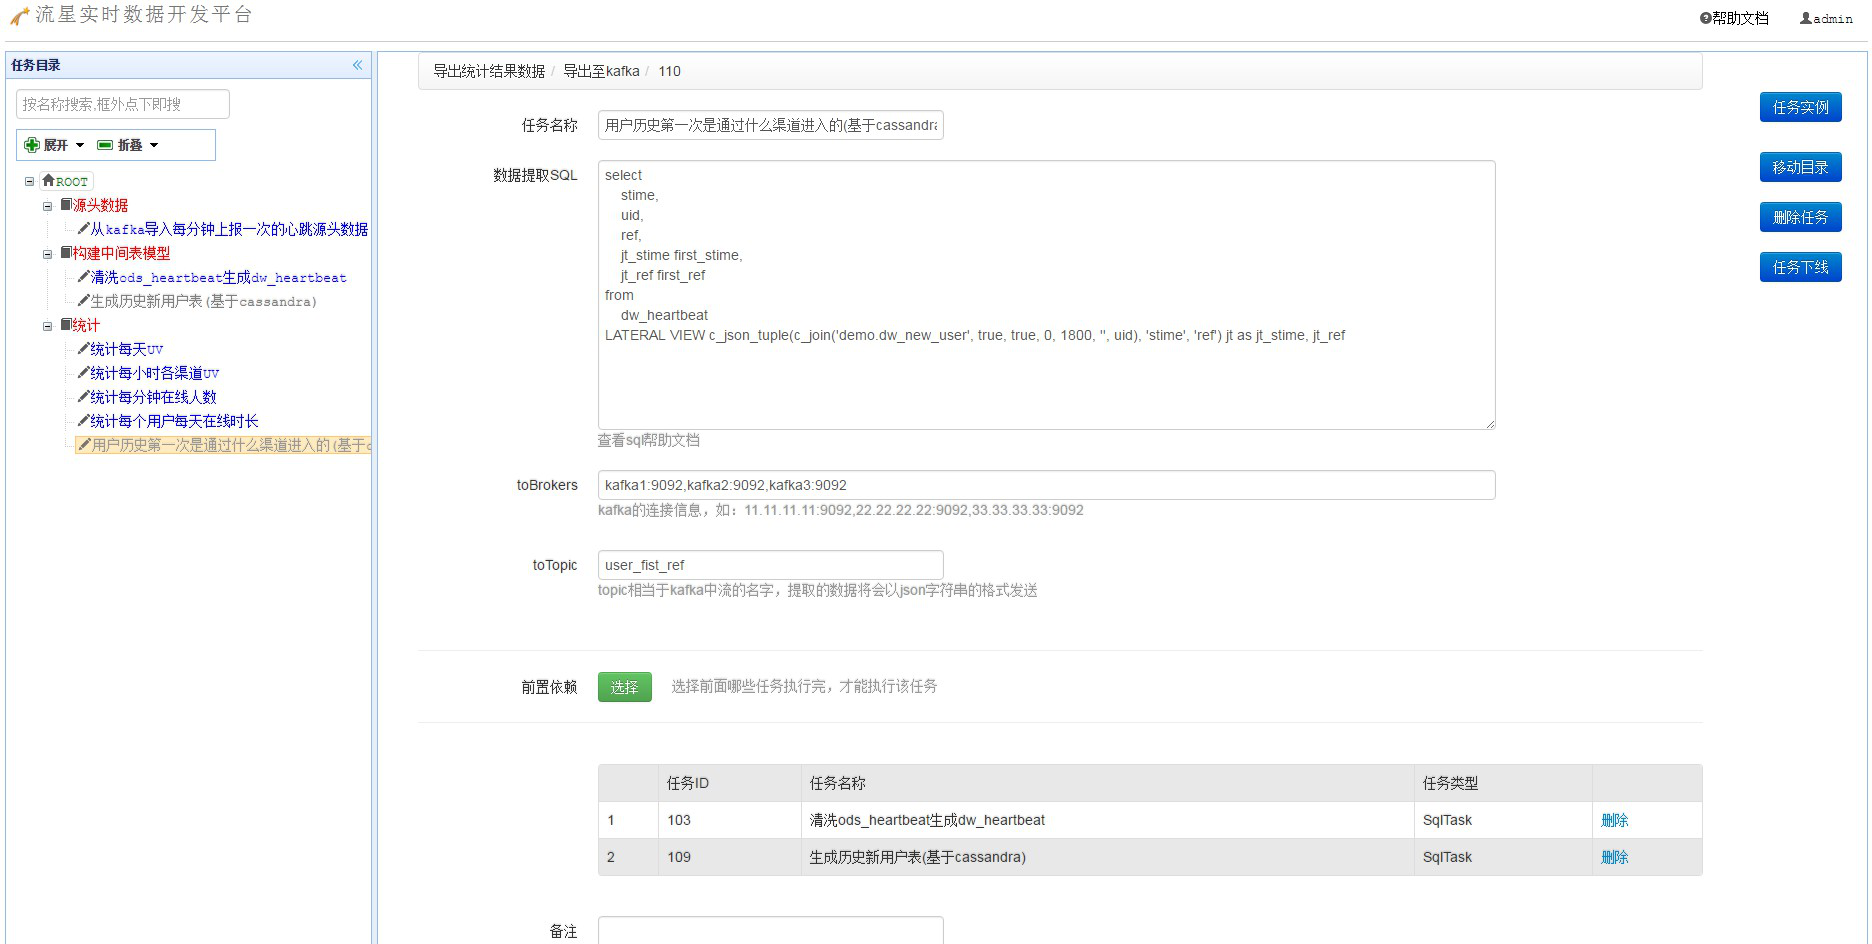 流星实时数据开发平台
帮助文档
admin
任务目录
按名称搜索,框外点下即搜
展开 折叠
ROOT
源头数据
从kafka导入每分钟上报一次的心跳源头数据
构建中间表模型
清洗ods_heartbeat生成dw_heartbeat
生成历史新用户表(基于cassandra)
统计
统计每天UV
统计每小时各渠道UV
统计每分钟在线人数
统计每个用户每天在线时长
用户历史第一次是通过什么渠道进入的(基于c
导出统计结果数据 / 导出至kafka / 110
任务名称 用户历史第一次是通过什么渠道进入的(基于cassandra
数据提取SQL
select
stime,
uid,
ref,
jt_stime first_stime,
jt_ref first_ref
from
dw_heartbeat
LATERAL VIEW c_json_tuple(c_join('demo.dw_new_user', true, true, 0, 1800, '', uid), 'stime', 'ref') jt as jt_stime, jt_ref
查看sql帮助文档
toBrokers kafka1:9092,kafka2:9092,kafka3:9092
kafka的连接信息，如：11.11.11.11:9092,22.22.22.22:9092,33.33.33.33:9092
toTopic user_fist_ref
topic相当于kafka中流的名字，提取的数据将会以json字符串的格式发送
前置依赖 选择 选择前面哪些任务执行完，才能执行该任务
任务ID 任务名称 任务类型
1 103 清洗ods_heartbeat生成dw_heartbeat SqlTask 删除
2 109 生成历史新用户表(基于cassandra) SqlTask 删除
备注
任务实例
移动目录
删除任务
任务下线